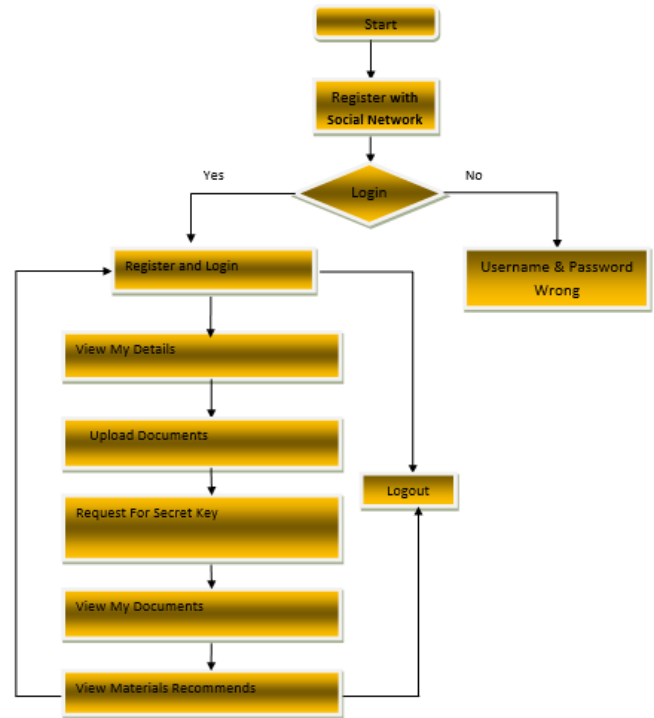 Start
Register with
Social Network
Yes
Login
No
Register and Login
Username & Password
Wrong
View My Details
Upload Documents
Logout
Request For Secret Key
View My Documents
View Materials Recommends